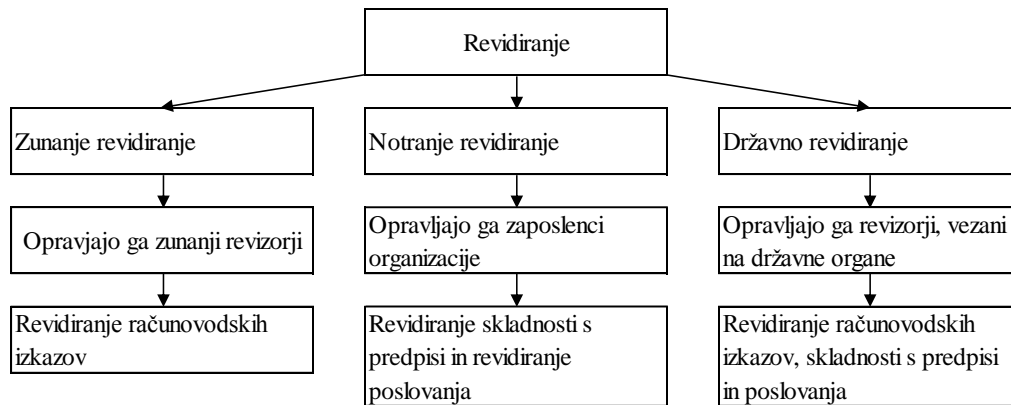 Revidiranje
Zunanje revidiranje
Notranje revidiranje
Državno revidiranje
Opravjajo ga zunanji revizorji
Opravljajo ga zaposlenci
organizacije
Opravljajo ga revizorji, vezani
na državne organe
Revidiranje računovodskih
izkazov
Revidiranje skladnosti s
predpisi in revidiranje
poslovanja
Revidiranje računovodskih
izkazov, skladnosti s predpisi
in poslovanja